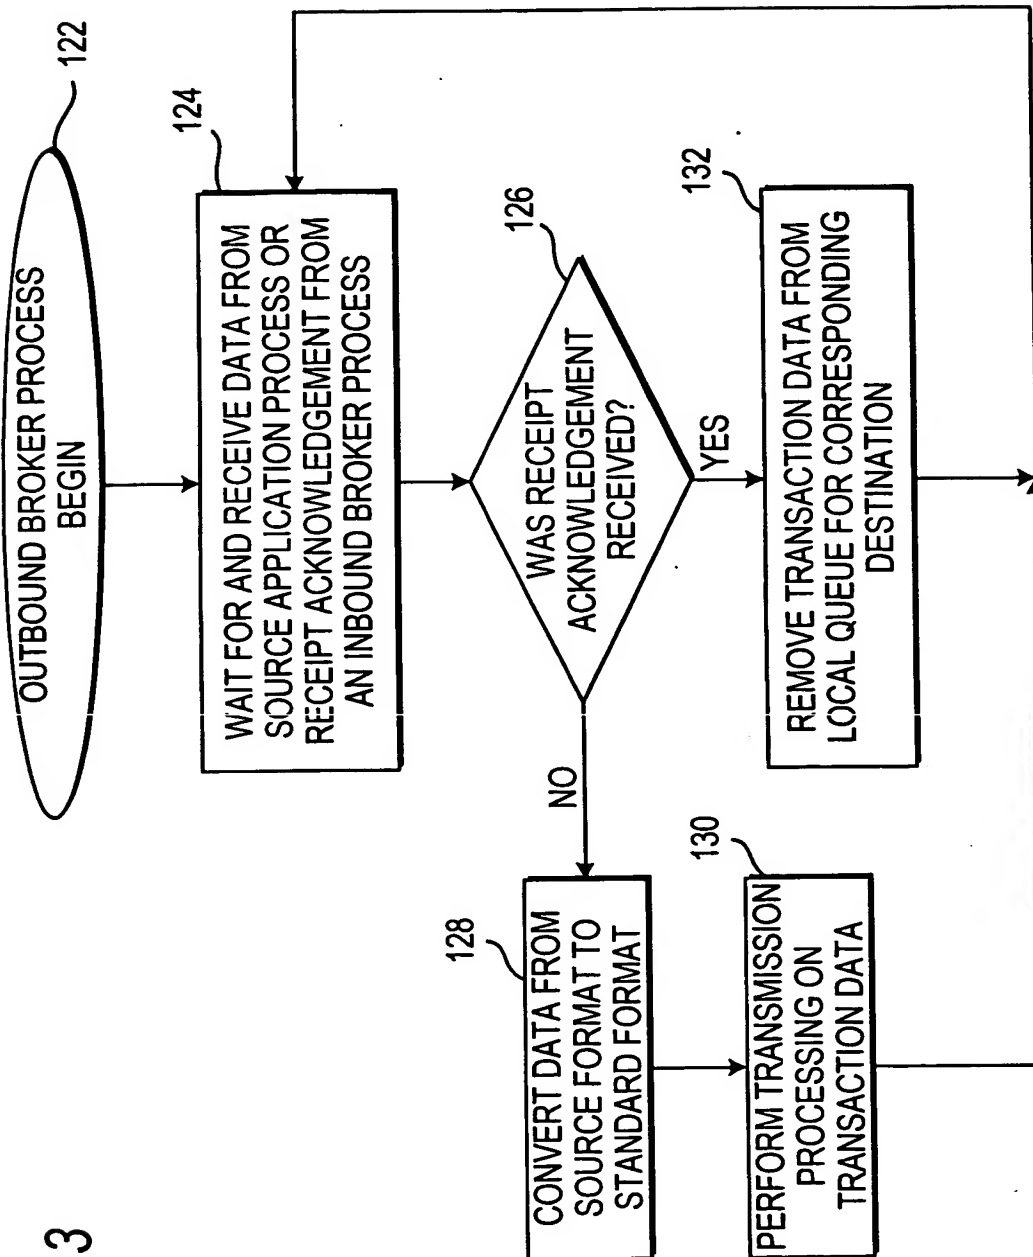 OUTBOUND BROKER PROCESS
BEGIN
122
124
WAIT FOR AND RECEIVE DATA FROM
SOURCE APPLICATION PROCESS OR
RECEIPT ACKNOWLEDGEMENT FROM
AN INBOUND BROKER PROCESS
126
WAS RECEIPT
ACKNOWLEDGEMENT
RECEIVED?
NO
YES
128
CONVERT DATA FROM
SOURCE FORMAT TO
STANDARD FORMAT
132
REMOVE TRANSACTION DATA FROM
LOCAL QUEUE FOR CORRESPONDING
DESTINATION
130
PERFORM TRANSMISSION
PROCESSING ON
TRANSACTION DATA
3